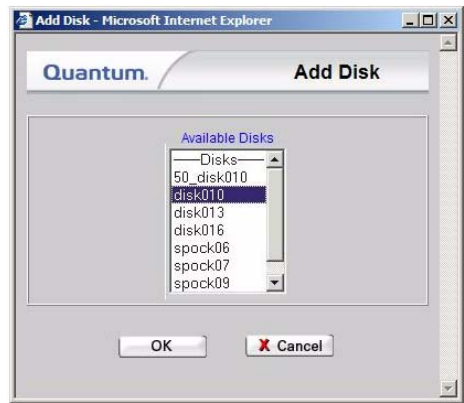 Add Disk - Microsoft Internet Explorer
Quantum.
Add Disk
Available Disks
——Disks——
50_disk010
disk010
disk013
disk016
spock06
spock07
spock09
OK
X Cancel